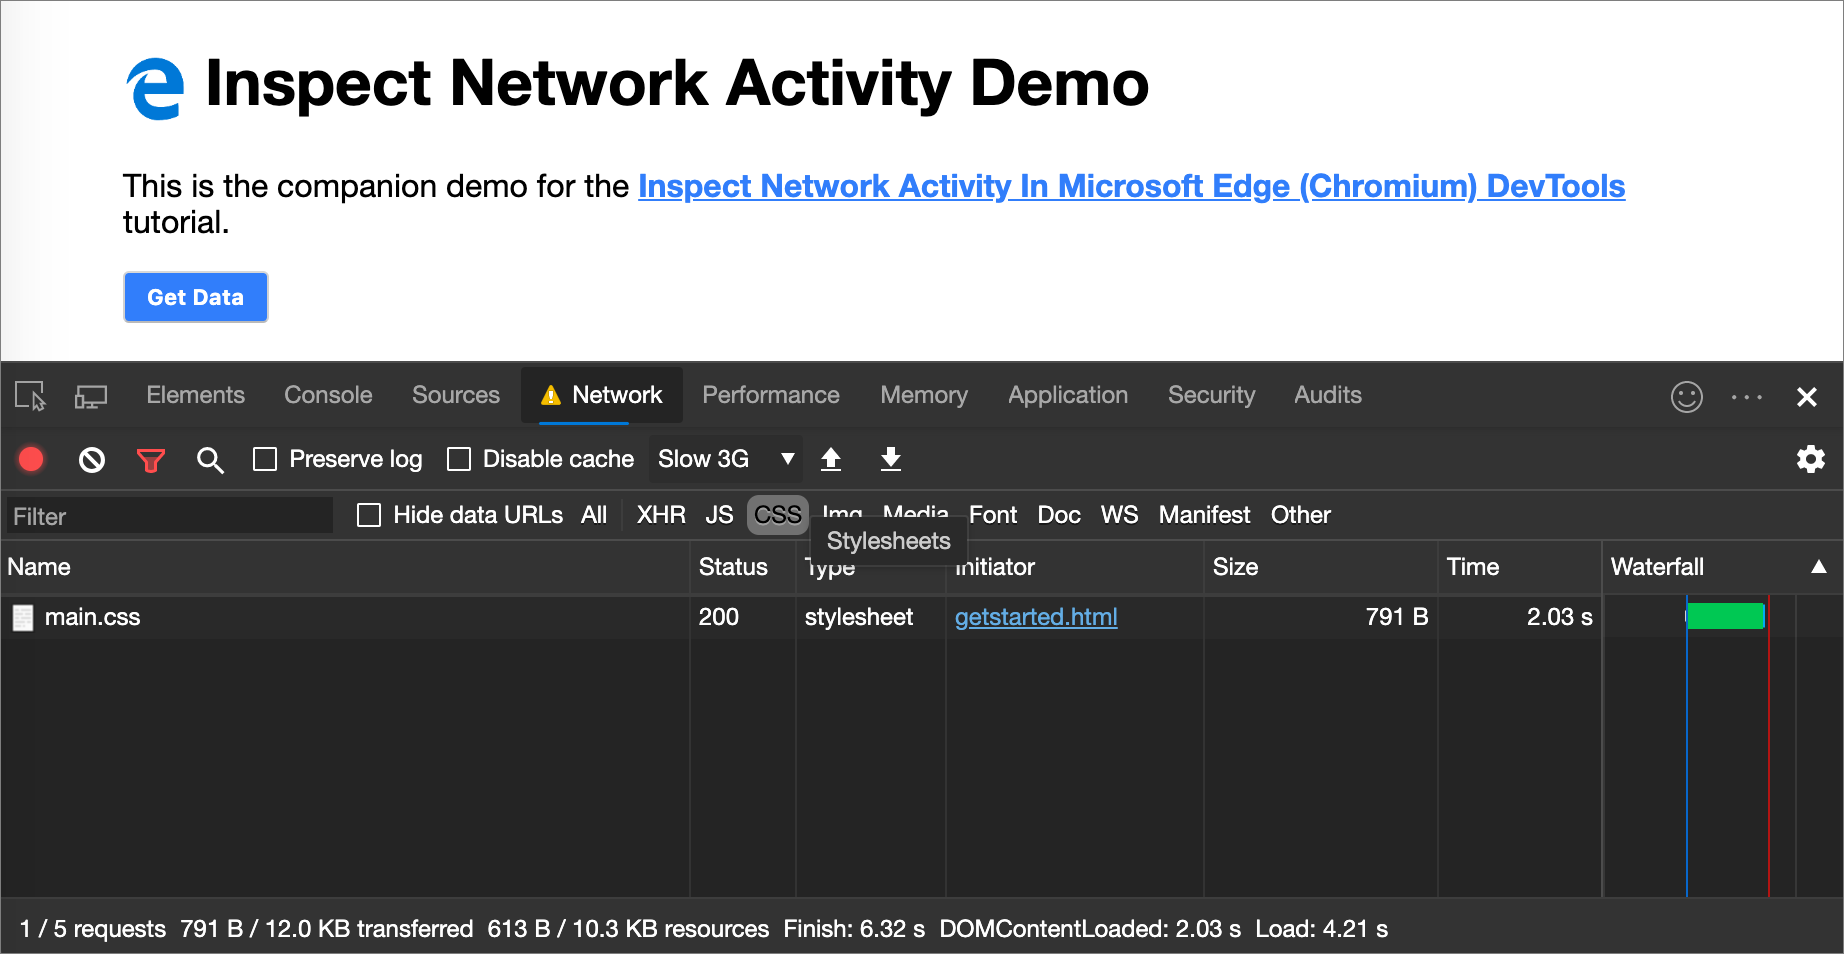 Inspect Network Activity Demo
This is the companion demo for the Inspect Network Activity In Microsoft Edge (Chromium) DevTools
tutorial.
Get Data
Elements Console Sources Network Performance Memory Application Security Audits
Preserve log Disable cache Slow 3G
Filter Hide data URLs All XHR JS CSS Img Media Font Doc WS Manifest Other
Stylesheets
Name Status Type Initiator Size Time Waterfall
main.css 200 stylesheet getstarted.html 791 B 2.03 s
1 / 5 requests 791 B / 12.0 KB transferred 613 B / 10.3 KB resources Finish: 6.32 s DOMContentLoaded: 2.03 s Load: 4.21 s